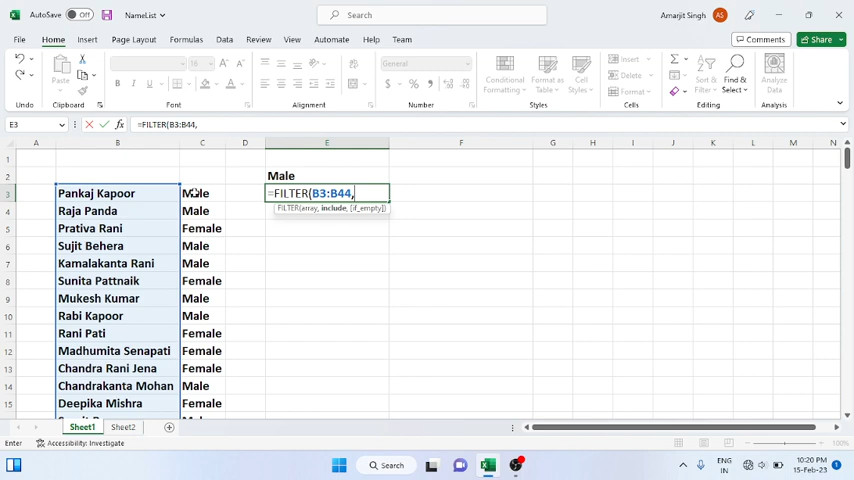 AutoSave Off NameList Search Amarjit Singh AS
File Home Insert Page Layout Formulas Data Review View Automate Help Team Comments Share
General Insert Delete Format
Paste Conditional Formatting Format as Table Cell Styles Sort & Filter Find & Select Analyze Data
Undo Clipboard Font Alignment Number Styles Cells Editing Analysis
E3 =FILTER(B3:B44,
A B C D E F G H I J K L M N
1
2 Male
3 Pankaj Kapoor Male =FILTER(B3:B44,
FILTER(array, include, [if_empty])
4 Raja Panda Male
5 Prativa Rani Female
6 Sujit Behera Male
7 Kamalakanta Rani Male
8 Sunita Pattnaik Female
9 Mukesh Kumar Male
10 Rabi Kapoor Male
11 Rani Pati Female
12 Madhumita Senapati Female
13 Chandra Rani Jena Female
14 Chandrakanta Mohan Male
15 Deepika Mishra Female
Sheet1 Sheet2
Enter Accessibility: Investigate 100%
Search ENG IN 10:20 PM 15-Feb-23